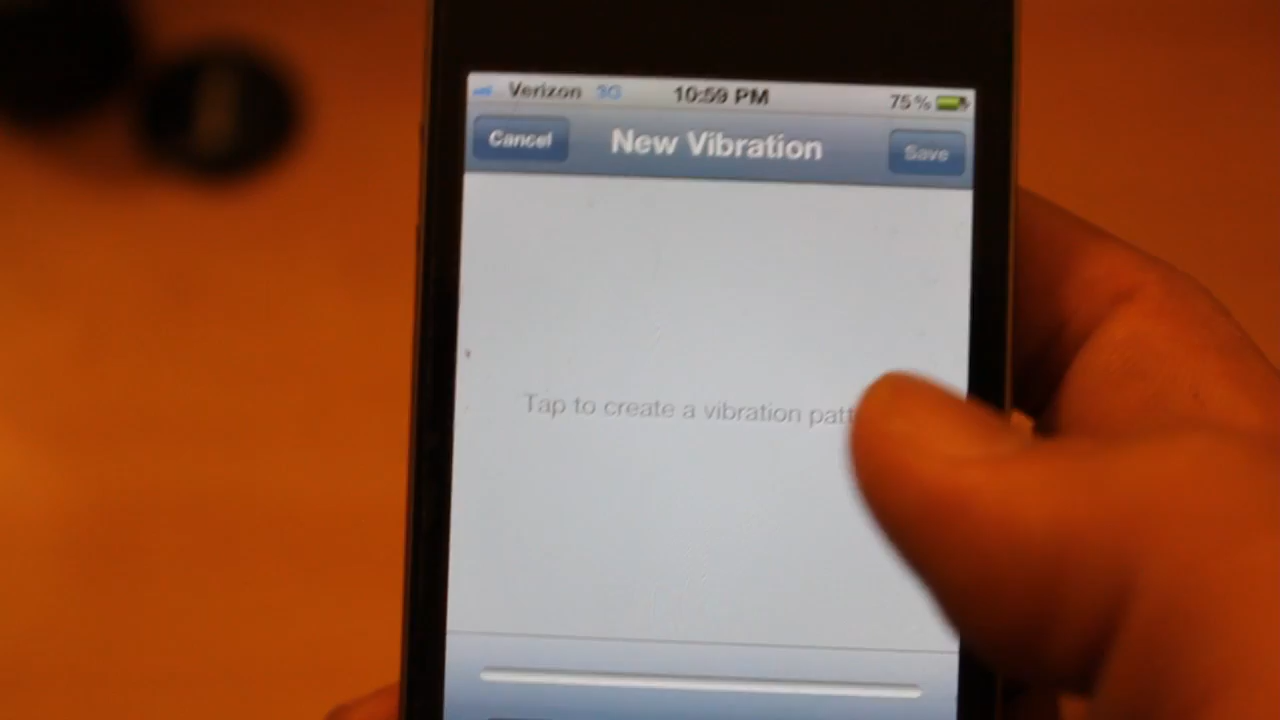 Verizon 3G 10:59 PM 75%
Cancel New Vibration Save
Tap to create a vibration patt